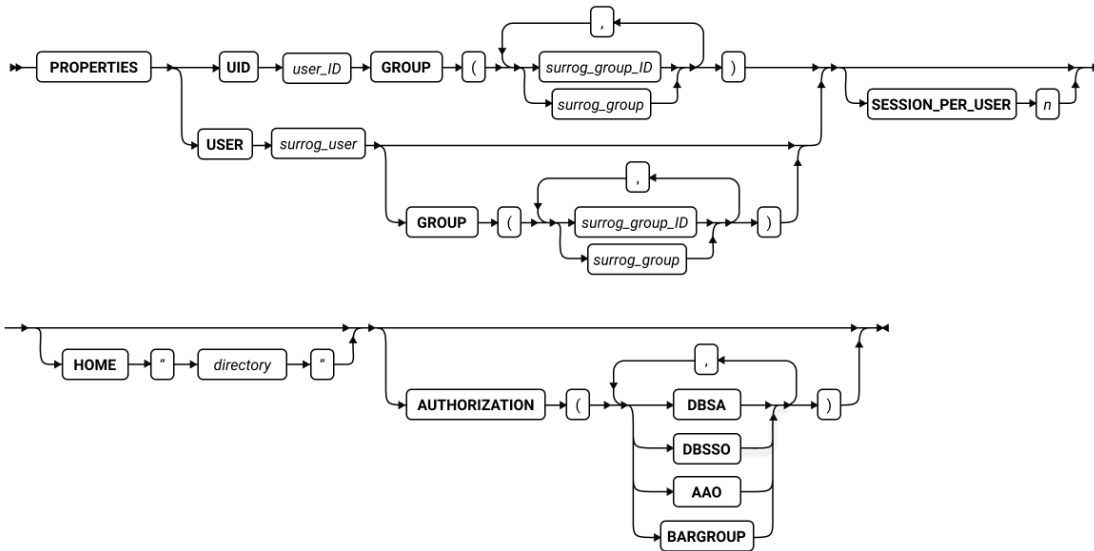 ,
PROPERTIES UID user_ID GROUP ( surrog_group_ID )
surrog_group SESSION_PER_USER n
USER surrog_user
,
GROUP ( surrog_group_ID )
surrog_group
HOME “ directory ”
,
AUTHORIZATION ( DBSA )
DBSSO
AAO
BARGROUP